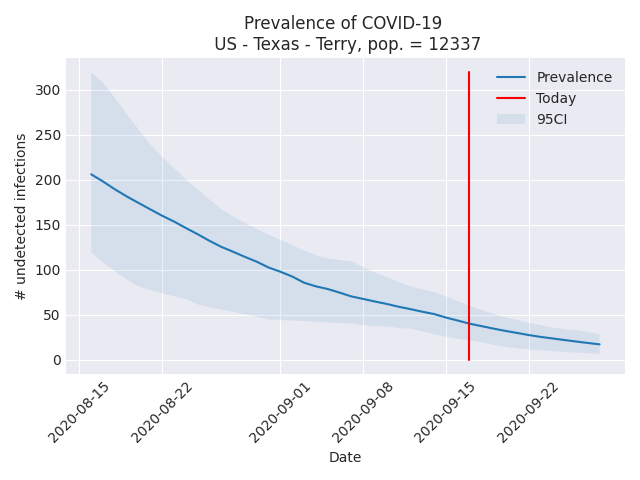 Prevalence of COVID-19
US - Texas - Terry, pop. = 12337
Prevalence
Today
95CI
# undetected infections
300
250
200
150
100
50
0
2020-08-15
2020-08-22
2020-09-01
2020-09-08
2020-09-15
2020-09-22
Date